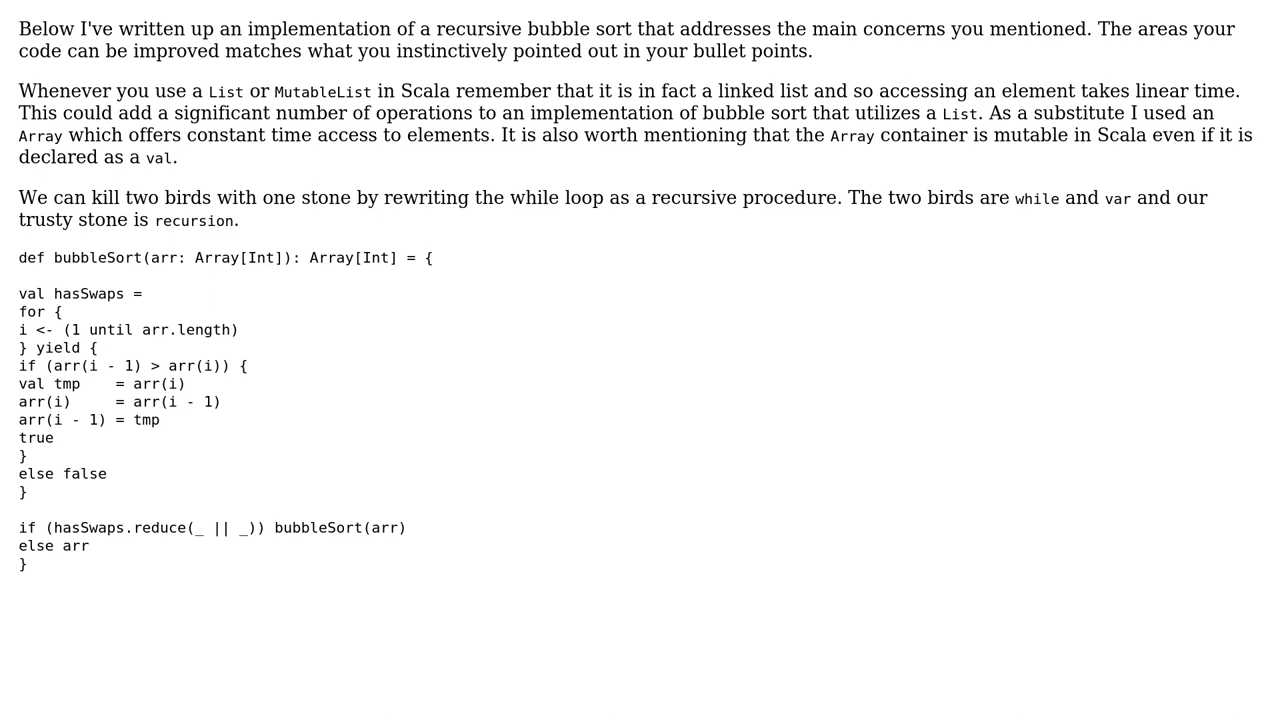 Below I've written up an implementation of a recursive bubble sort that addresses the main concerns you mentioned. The areas your
code can be improved matches what you instinctively pointed out in your bullet points.
Whenever you use a List or MutableList in Scala remember that it is in fact a linked list and so accessing an element takes linear time.
This could add a significant number of operations to an implementation of bubble sort that utilizes a List. As a substitute I used an
Array which offers constant time access to elements. It is also worth mentioning that the Array container is mutable in Scala even if it is
declared as a val.
We can kill two birds with one stone by rewriting the while loop as a recursive procedure. The two birds are while and var and our
trusty stone is recursion.
def bubbleSort(arr: Array[Int]): Array[Int] = {
val hasSwaps =
for {
i <- (1 until arr.length)
} yield {
if (arr(i - 1) > arr(i)) {
val tmp    = arr(i)
arr(i)     = arr(i - 1)
arr(i - 1) = tmp
true
}
else false
}
if (hasSwaps.reduce(_ || _)) bubbleSort(arr)
else arr
}